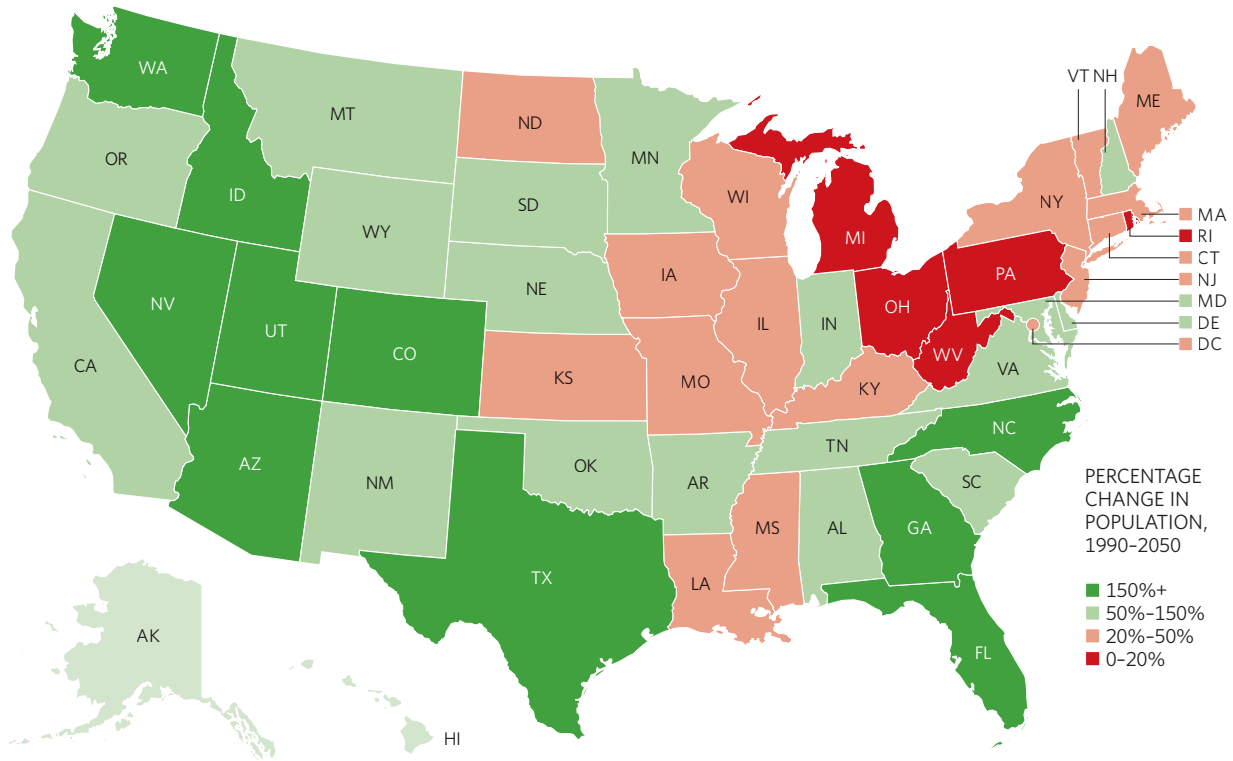 VT NH
WA
ME
MT
ND
OR
MN
ID
WI
SD
NY
MA
WY
RI
MI
CT
IA
PA
NJ
NE
MD
NV
OH
UT
IL
IN
DE
CO
DC
WV
CA
VA
KS
MO
KY
NC
TN
AZ
OK
NM
AR
SC
PERCENTAGE
CHANGE IN
POPULATION,
1990–2050
MS
AL
GA
TX
LA
150%+
50%–150%
20%–50%
0–20%
AK
FL
HI